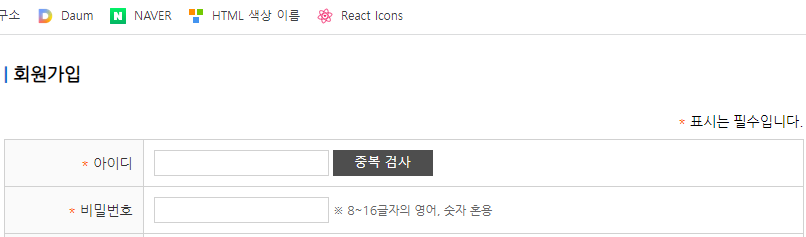 구소 Daum NAVER HTML 색상 이름 React Icons
회원가입
* 표시는 필수입니다.
* 아이디 중복 검사
* 비밀번호 ※ 8~16글자의 영어, 숫자 혼용